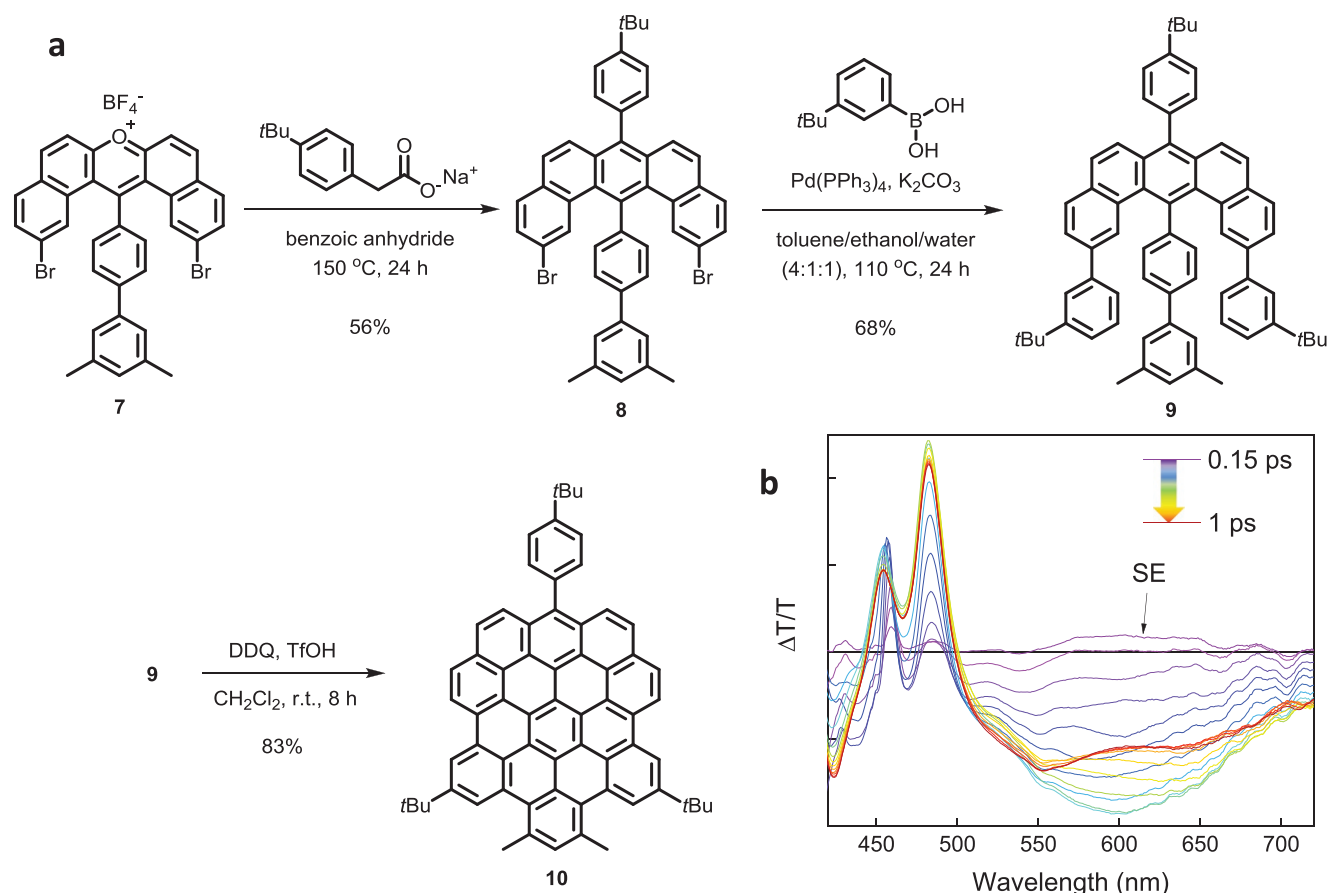 a
BF₄⁻
O⁺
Br
Br
7
tBu
O
O⁻Na⁺
benzoic anhydride
150 °C, 24 h
56%
tBu
Br
Br
8
tBu
B
OH
OH
Pd(PPh₃)₄, K₂CO₃
toluene/ethanol/water
(4:1:1), 110 °C, 24 h
68%
tBu
tBu
tBu
9
9
DDQ, TfOH
CH₂Cl₂, r.t., 8 h
83%
tBu
tBu
tBu
10
b
0.15 ps
1 ps
SE
ΔT/T
450 500 550 600 650 700
Wavelength (nm)